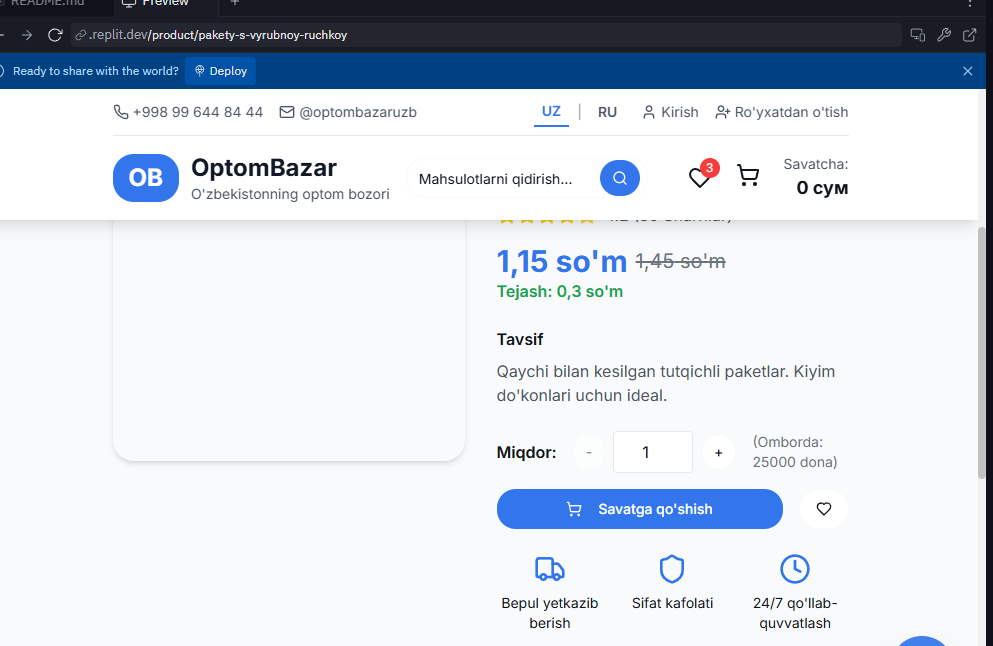 README.md
Preview
.replit.dev/product/pakety-s-vyrubnoy-ruchkoy
Ready to share with the world?
Deploy
+998 99 644 84 44
@optombazaruzb
UZ | RU
Kirish
Ro'yxatdan o'tish
OB
OptomBazar
O'zbekistonning optom bozori
Mahsulotlarni qidirish...
3
Savatcha:
0 сум
1,15 so'm 1,45 so'm
Tejash: 0,3 so'm
Tavsif
Qaychi bilan kesilgan tutqichli paketlar. Kiyim
do'konlari uchun ideal.
Miqdor: - 1 +
(Omborda:
25000 dona)
Savatga qo'shish
Bepul yetkazib
berish
Sifat kafolati
24/7 qo'llab-
quvvatlash